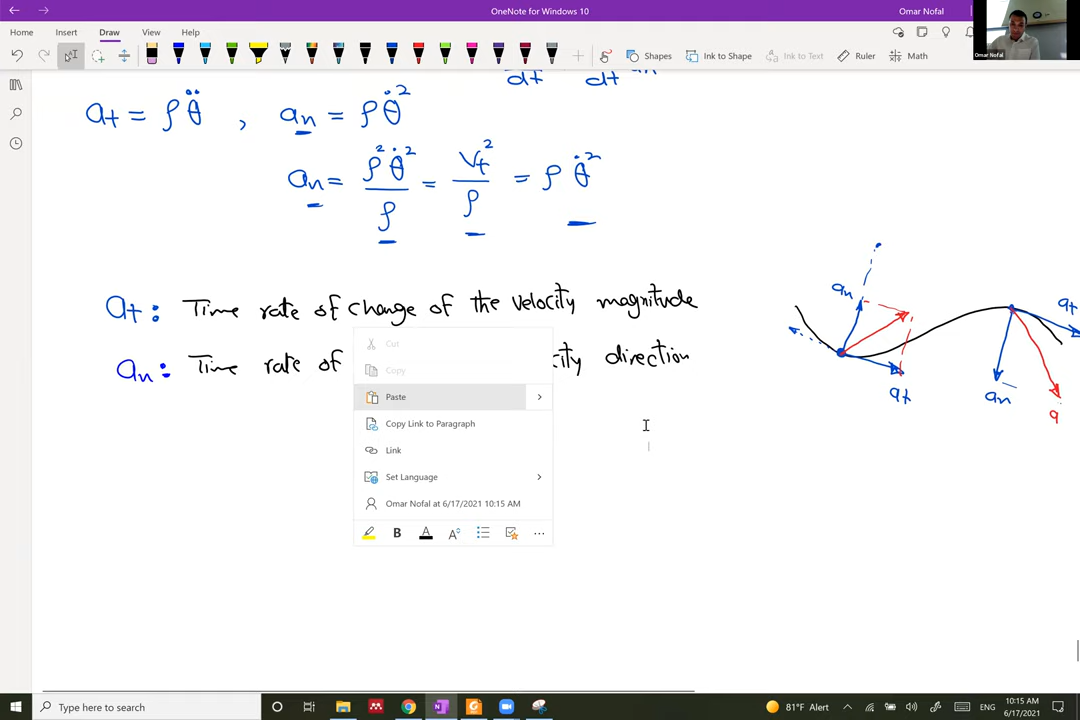 OneNote for Windows 10
Omar Nofal
Home Insert Draw View Help
Omar Nofal
Shapes Ink to Shape Ink to Text Ruler Math
dt dt
at = ρθ̈ , an = ρθ̇²
an = ρ²θ̇²/ρ = vt²/ρ = ρθ̇²
at: Time rate of change of the velocity magnitude
an: Time rate of city direction
an
at
at
an
a
Cut
Copy
Paste
Copy Link to Paragraph
Link
Set Language
Omar Nofal at 6/17/2021 10:15 AM
B A A
Type here to search
81°F Alert
ENG
10:15 AM
6/17/2021